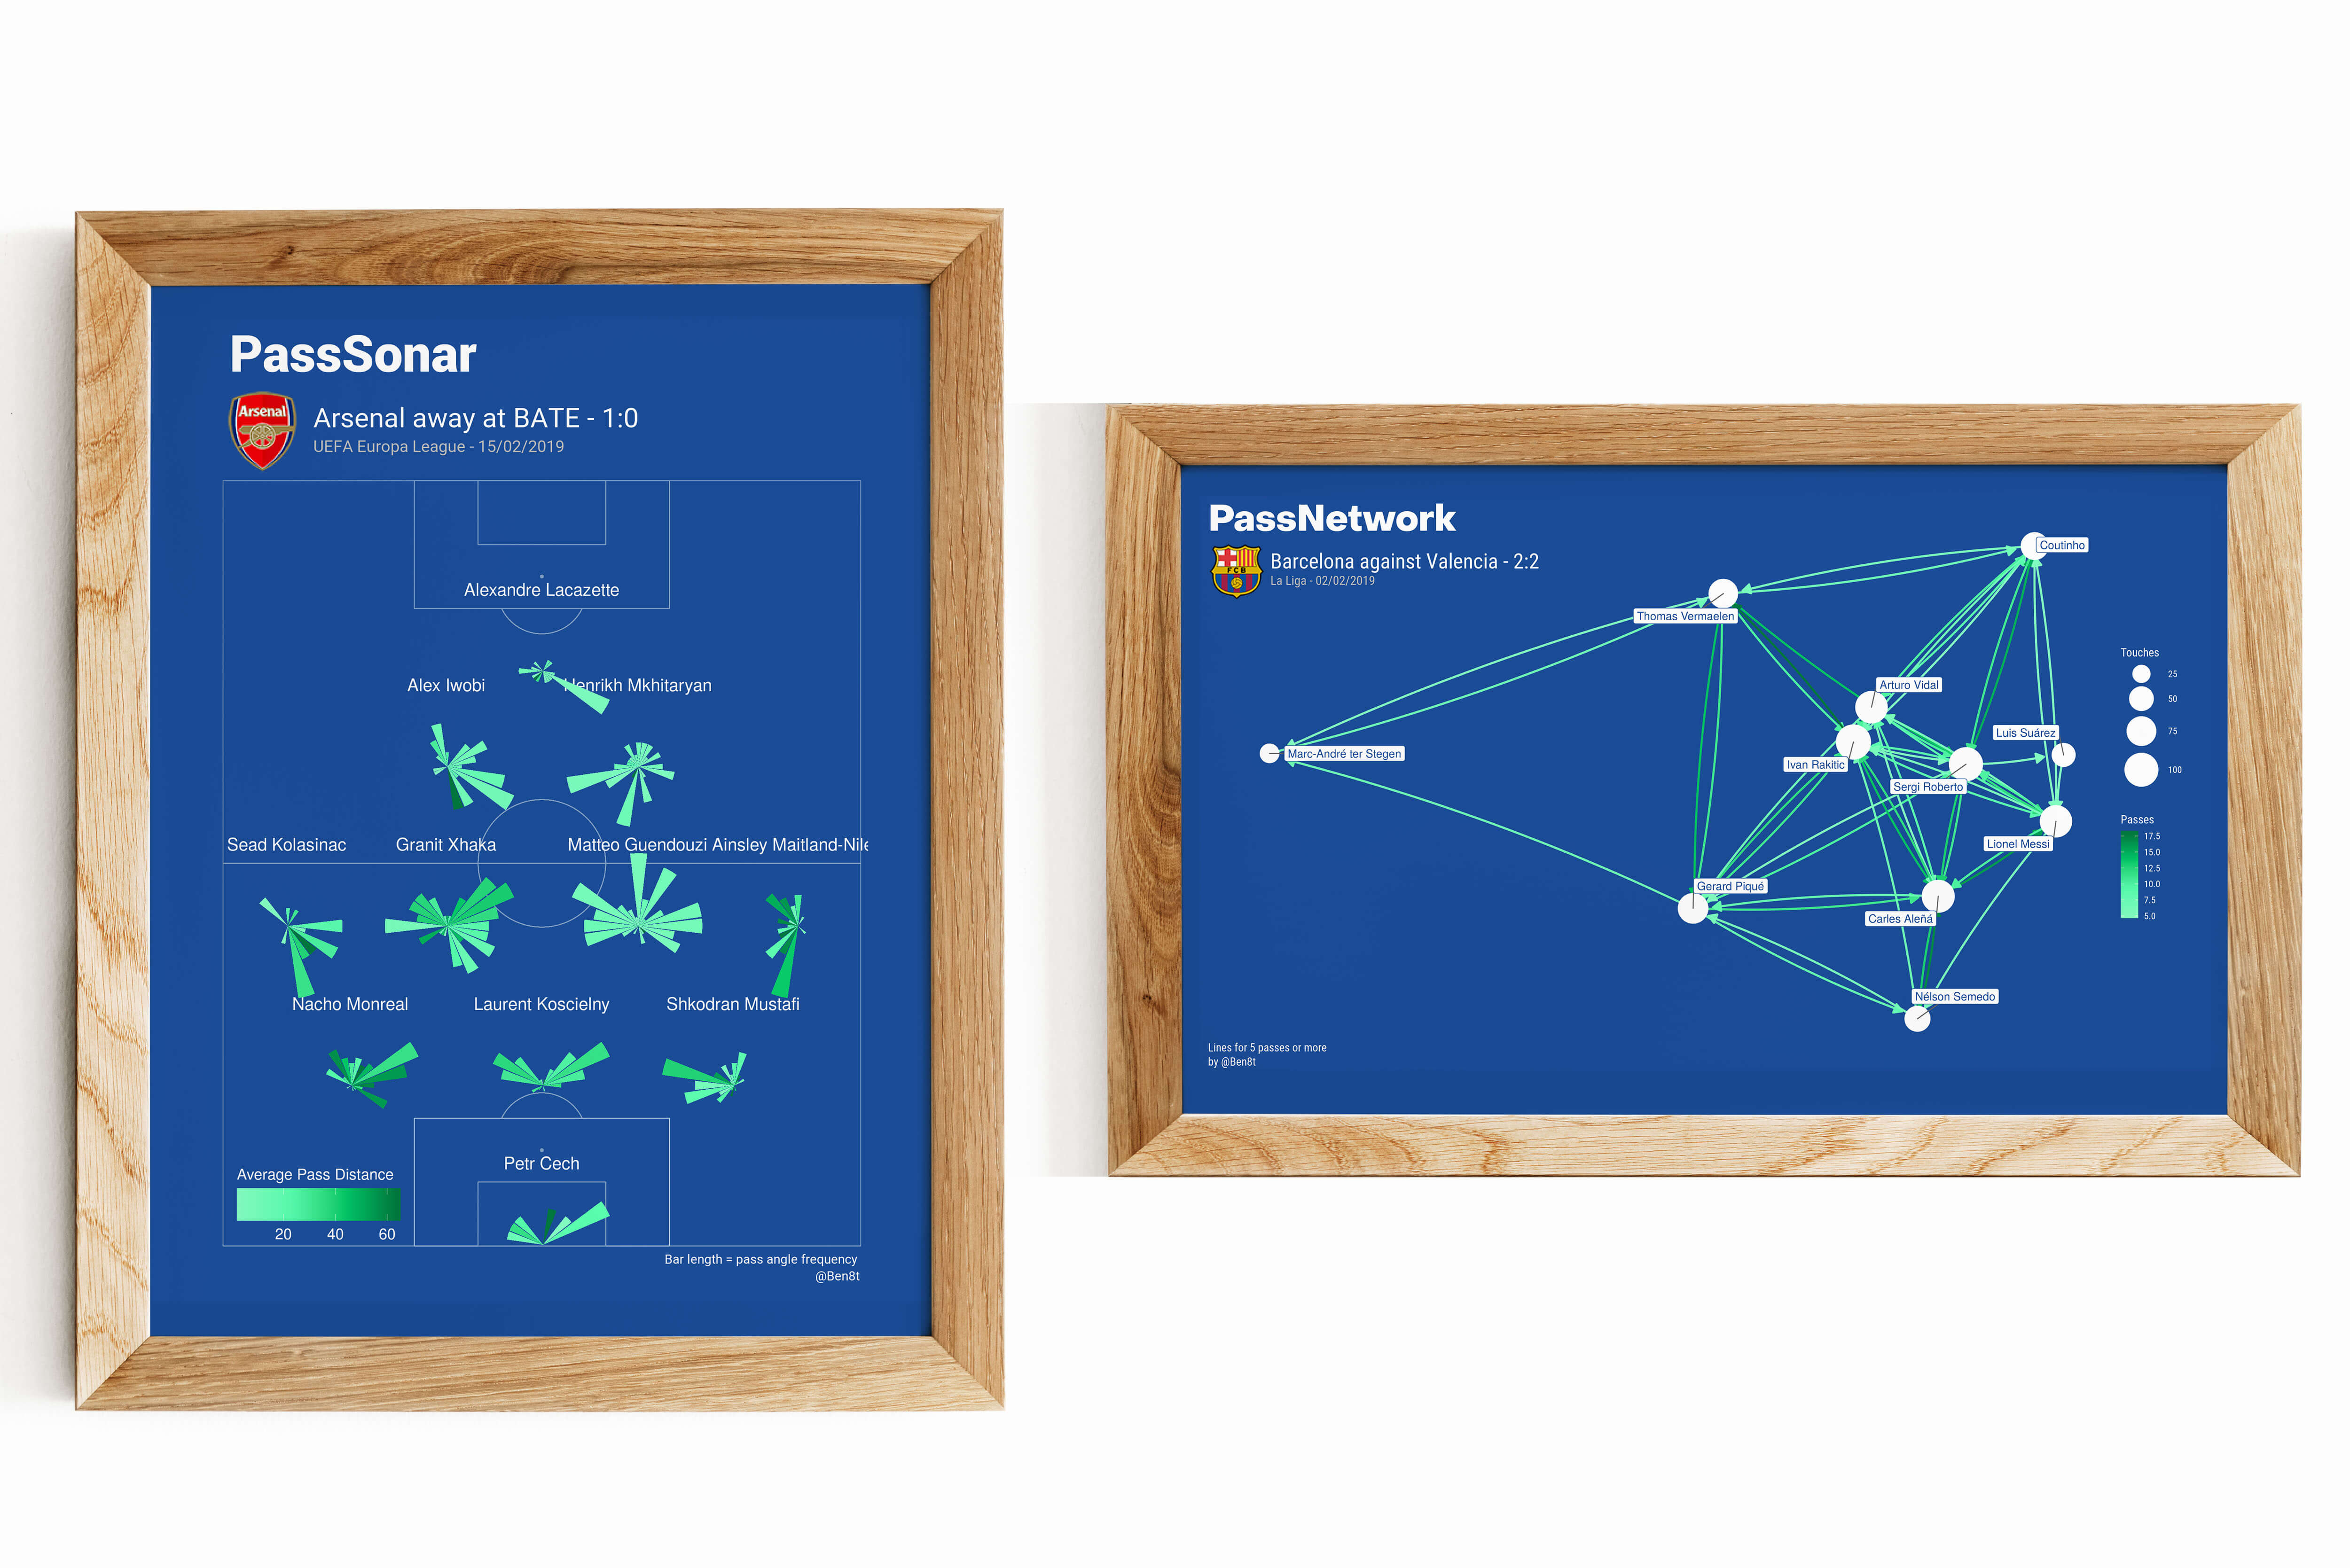 PassSonar
Arsenal
Arsenal away at BATE - 1:0
UEFA Europa League - 15/02/2019
Alexandre Lacazette
Alex Iwobi
Henrikh Mkhitaryan
Sead Kolasinac
Granit Xhaka
Matteo Guendouzi
Ainsley Maitland-Nile
Nacho Monreal
Laurent Koscielny
Shkodran Mustafi
Petr Cech
Average Pass Distance
20 40 60
Bar length = pass angle frequency
@Ben8t
PassNetwork
FCB
Barcelona against Valencia - 2:2
La Liga - 02/02/2019
Coutinho
Thomas Vermaelen
Arturo Vidal
Luis Suárez
Marc-André ter Stegen
Ivan Rakitic
Sergi Roberto
Lionel Messi
Gerard Piqué
Carles Aleñá
Nélson Semedo
Touches
25
50
75
100
Passes
17.5
15.0
12.5
10.0
7.5
5.0
Lines for 5 passes or more
by @Ben8t